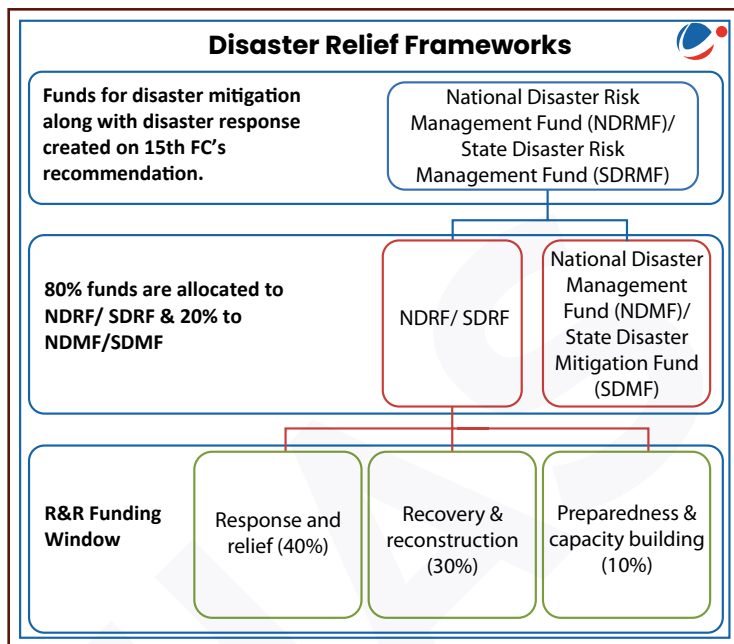 Disaster Relief Frameworks
Funds for disaster mitigation
along with disaster response
created on 15th FC's
recommendation.
National Disaster Risk
Management Fund (NDRMF)/
State Disaster Risk
Management Fund (SDRMF)
80% funds are allocated to
NDRF/ SDRF & 20% to
NDMF/SDMF
NDRF/ SDRF
National Disaster
Management
Fund (NDMF)/
State Disaster
Mitigation Fund
(SDMF)
R&R Funding
Window
Response and
relief (40%)
Recovery &
reconstruction
(30%)
Preparedness &
capacity building
(10%)